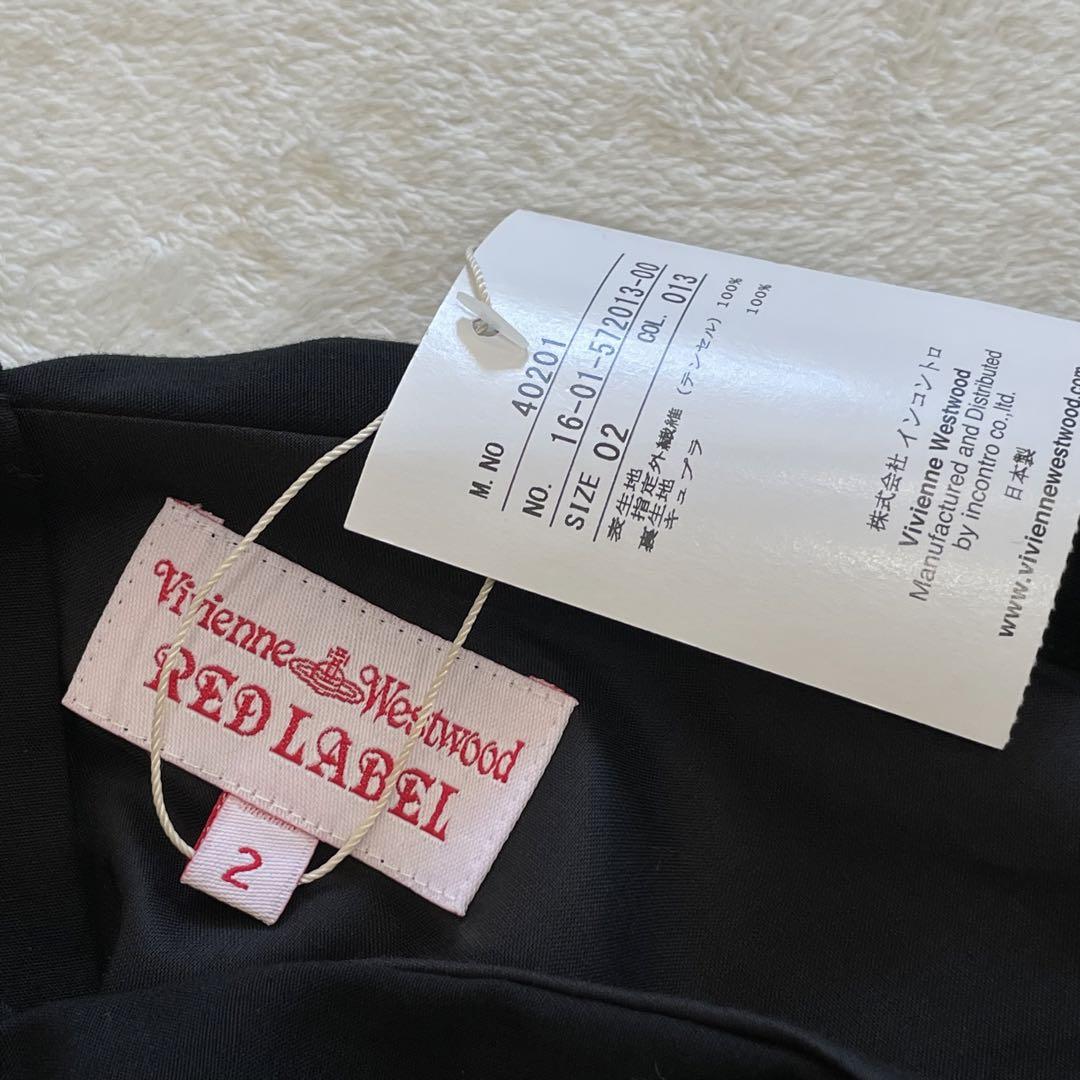 M.NO 40201
NO. 16-01-572013-00
SIZE 02 COL. 013
表生地
指定外繊維 (テンセル) 100%
裏生地
キュプラ 100%
株式会社 インコントロ
Vivienne Westwood
Manufactured and Distributed
by incontro co.,ltd.
日本製
www.viviennewestwood.com
Vivienne Westwood
RED LABEL
2